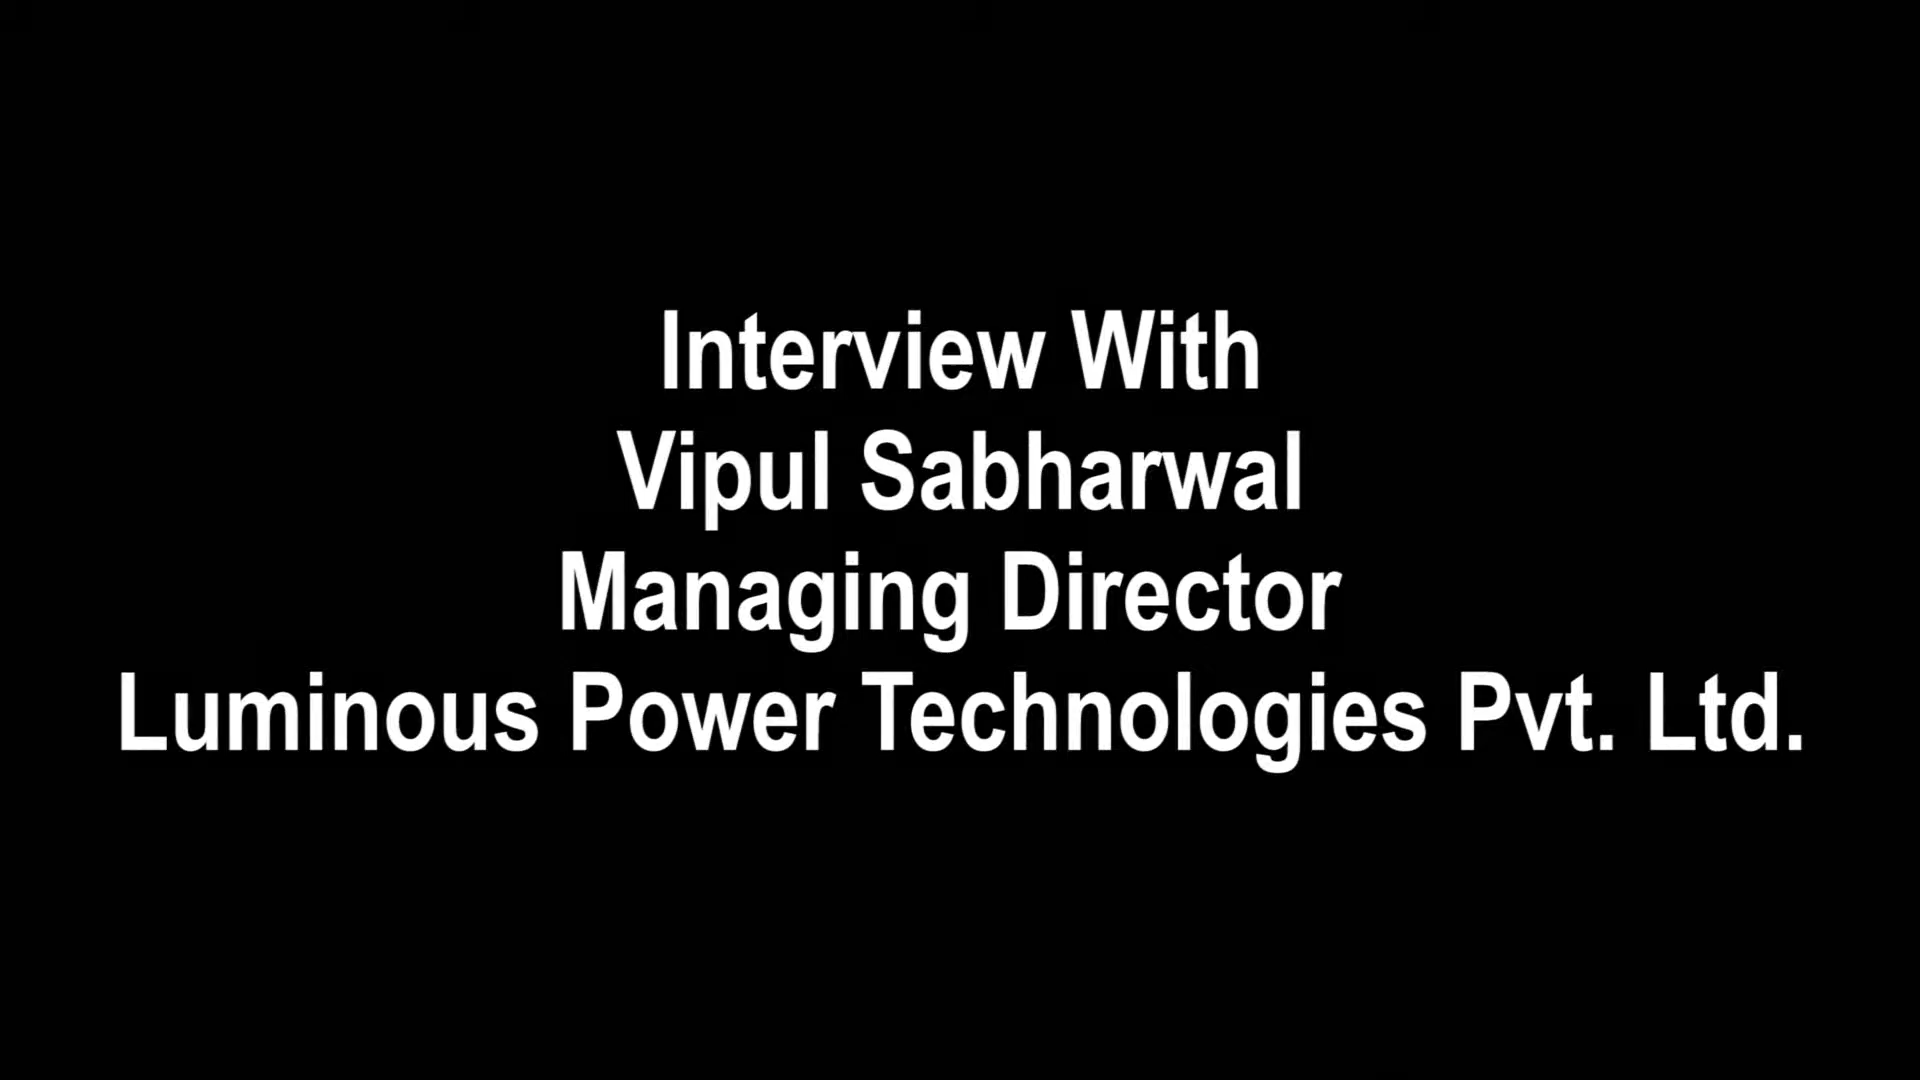 Interview With
Vipul Sabharwal
Managing Director
Luminous Power Technologies Pvt. Ltd.